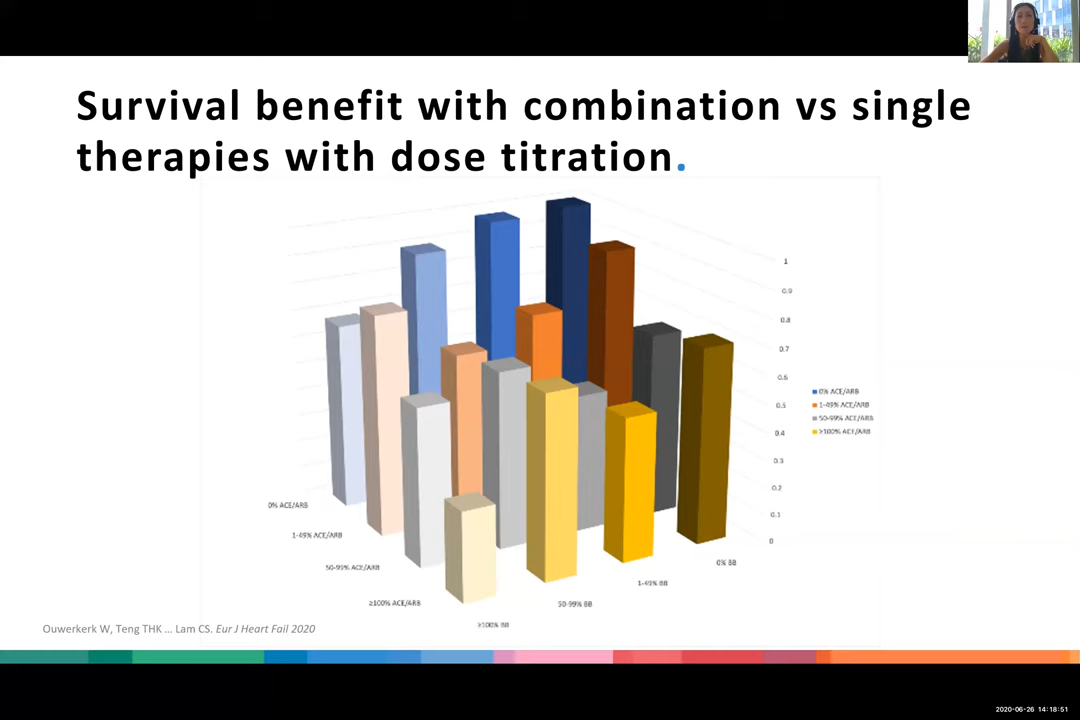 Survival benefit with combination vs single
therapies with dose titration.
1
0.9
0.8
0.7
0.6
0.5
0.4
0.3
0.2
0.1
0
0% ACE/ARB
1-49% ACE/ARB
50-99% ACE/ARB
≥100% ACE/ARB
0% ACE/ARB
1-49% ACE/ARB
50-99% ACE/ARB
≥100% ACE/ARB
0% BB
1-49% BB
50-99% BB
≥100% BB
Ouwerkerk W, Teng THK ... Lam CS. Eur J Heart Fail 2020
2020-06-26 14:18:51